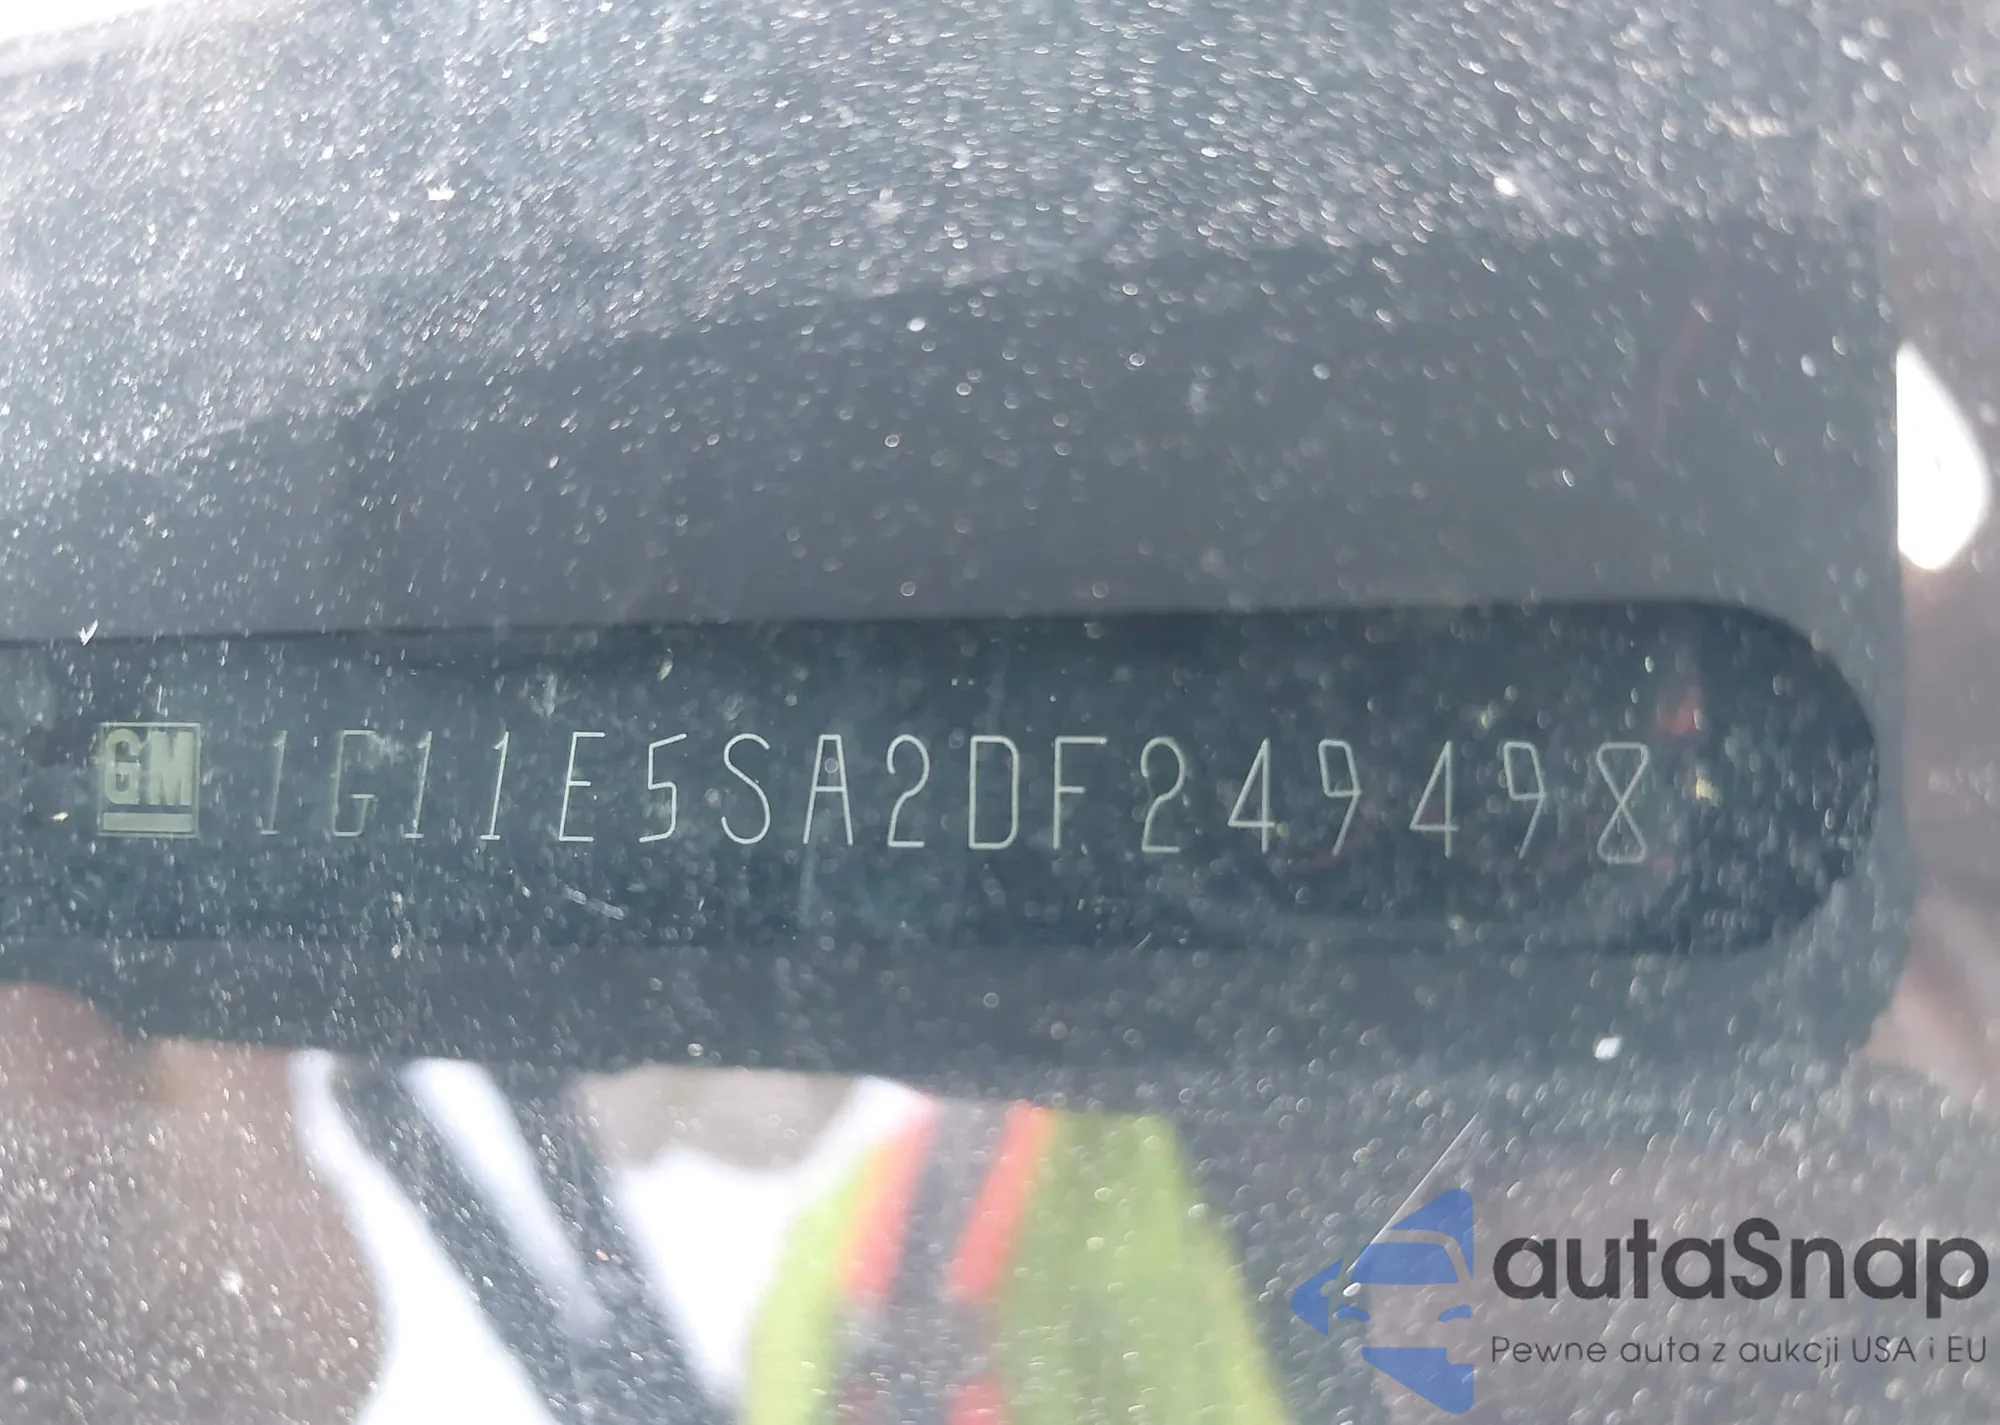 GM 1G11E5SA2DF249498
autaSnap
Pewne auta z aukcji USA i EU